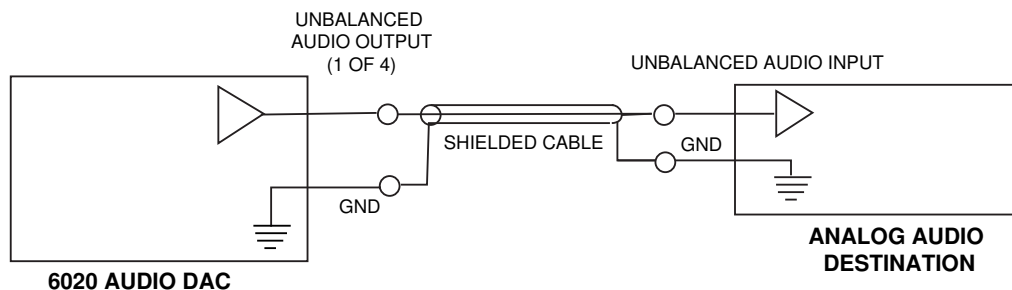 UNBALANCED
AUDIO OUTPUT
(1 OF 4)
UNBALANCED AUDIO INPUT
SHIELDED CABLE
GND
GND
ANALOG AUDIO
DESTINATION
6020 AUDIO DAC